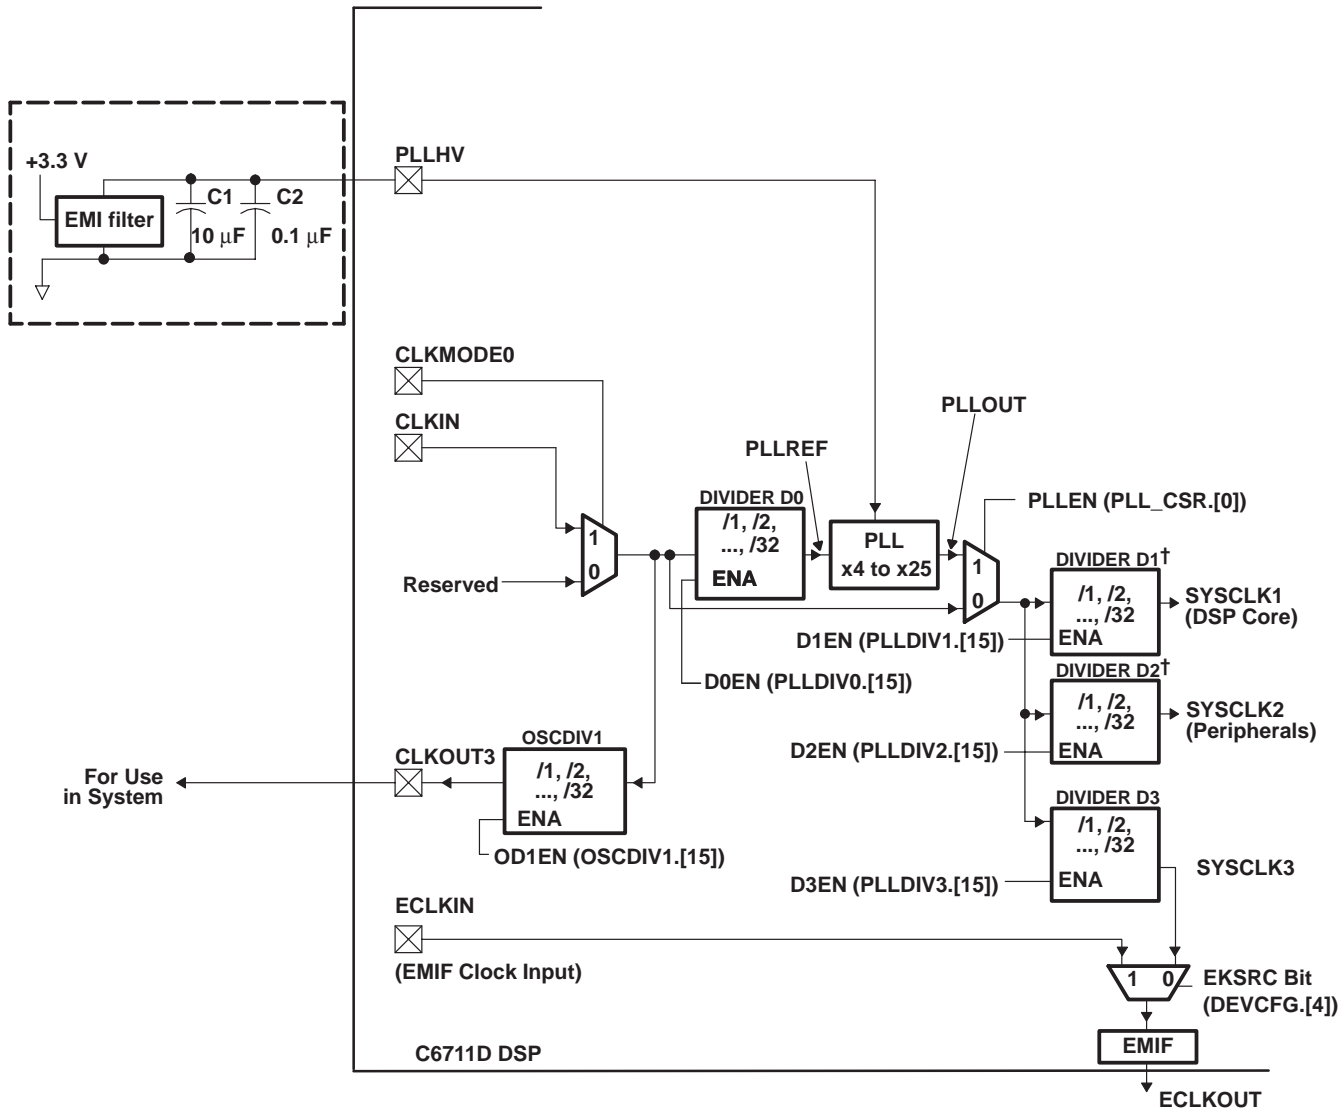 +3.3 V
EMI filter
C1
C2
10 µF
0.1 µF
PLLHV
CLKMODE0
CLKIN
Reserved
1
0
DIVIDER D0
/1, /2,
..., /32
ENA
D0EN (PLLDIV0.[15])
PLLREF
PLL
x4 to x25
PLLOUT
PLLEN (PLL_CSR.[0])
1
0
DIVIDER D1†
/1, /2,
..., /32
ENA
D1EN (PLLDIV1.[15])
SYSCLK1
(DSP Core)
DIVIDER D2†
/1, /2,
..., /32
ENA
D2EN (PLLDIV2.[15])
SYSCLK2
(Peripherals)
For Use
in System
CLKOUT3
OSCDIV1
/1, /2,
..., /32
ENA
OD1EN (OSCDIV1.[15])
DIVIDER D3
/1, /2,
..., /32
ENA
D3EN (PLLDIV3.[15])
SYSCLK3
ECLKIN
(EMIF Clock Input)
1 0
EKSRC Bit
(DEVCFG.[4])
EMIF
C6711D DSP
ECLKOUT